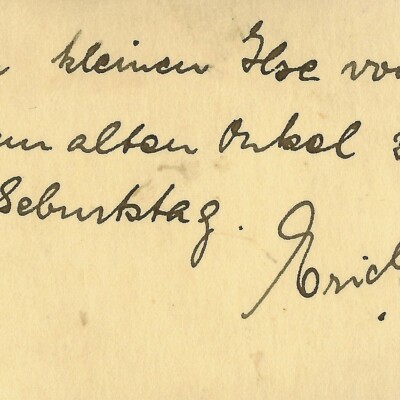 n kleinen Ilse vo
m alten Onkel z
Geburtstag.
Erich